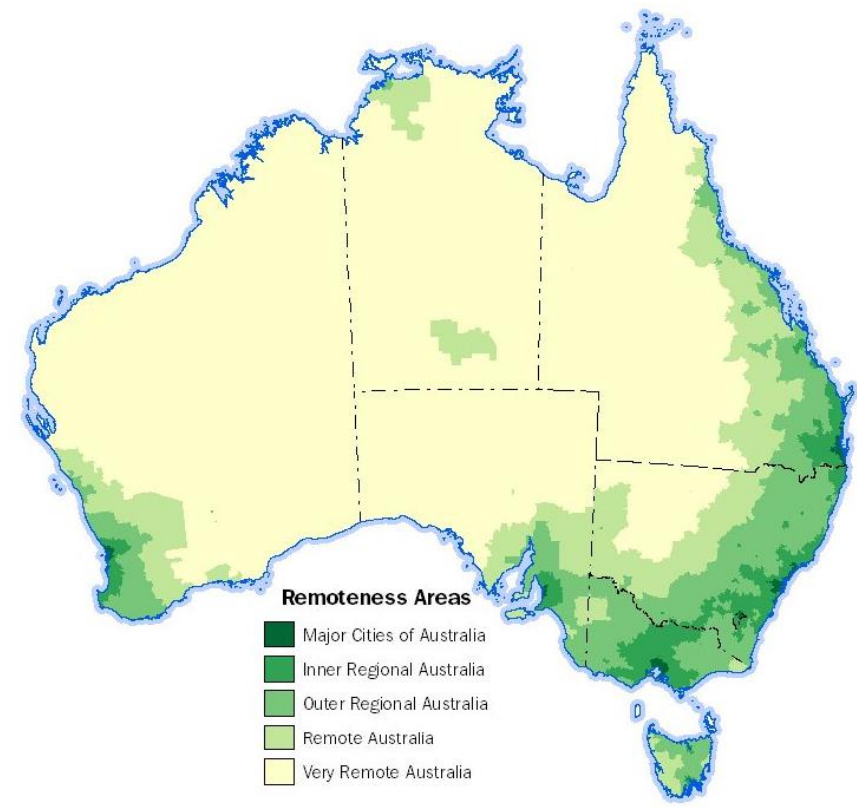 Remoteness Areas
Major Cities of Australia
Inner Regional Australia
Outer Regional Australia
Remote Australia
Very Remote Australia